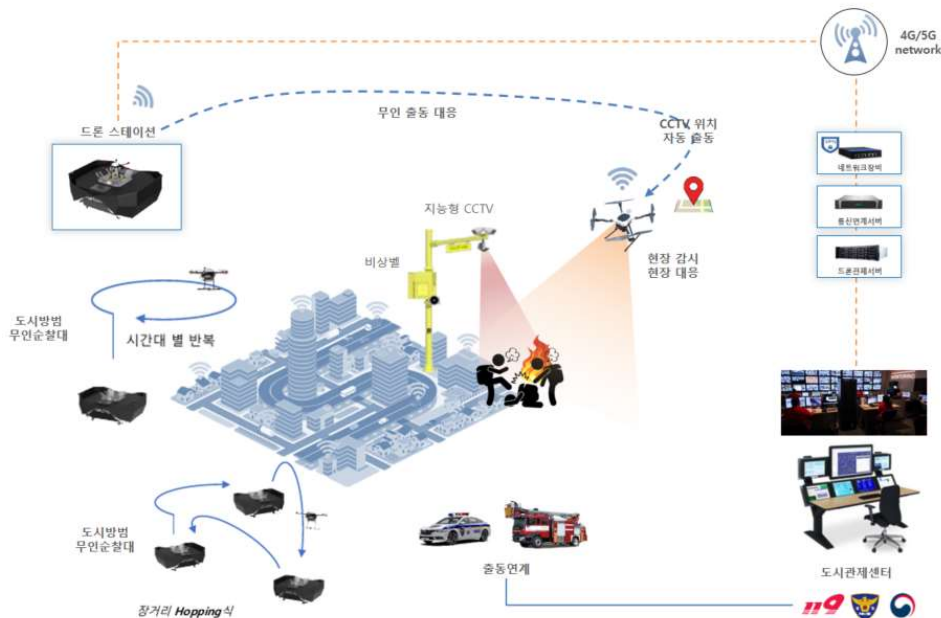 4G/5G
network
드론 스테이션
무인 출동 대응
CCTV 위치
자동 출동
네트워크장비
통신연계서버
드론관제서버
지능형 CCTV
비상벨
현장 감시
현장 대응
도시방범
무인순찰대
시간대 별 반복
도시방범
무인순찰대
장거리 Hopping식
출동연계
도시관제센터
119